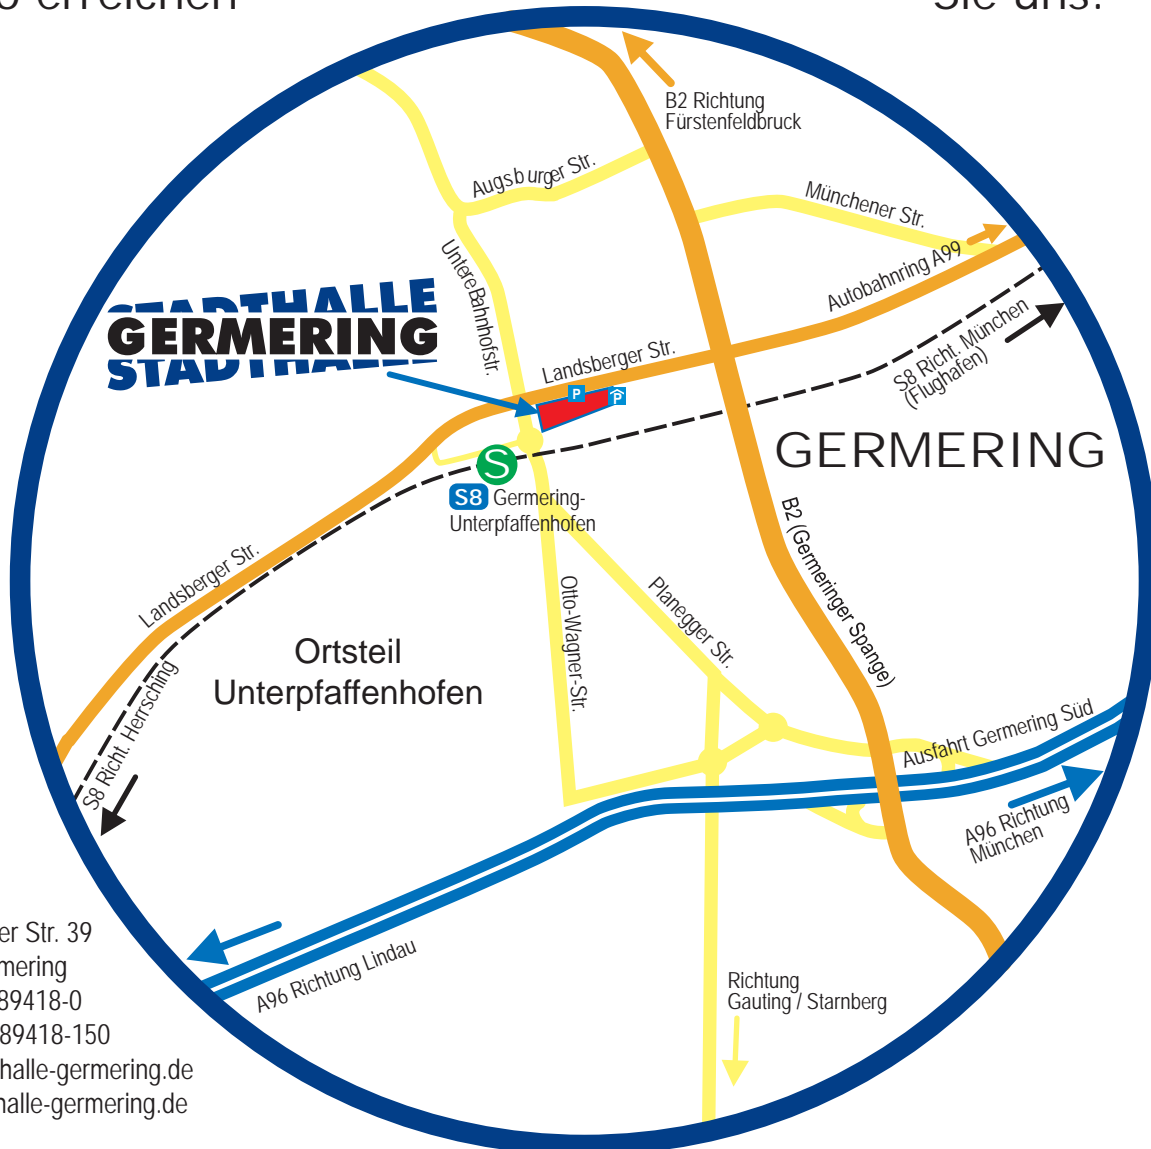 erreichen
Sie uns:
B2 Richtung
Fürstenfeldbruck
Augsburger Str.
Münchener Str.
Untere Bahnhofstr.
Autobahnring A99
STADTHALLE
GERMERING
STADTHALLE
Landsberger Str.
P
P
S8 Richt. München
(Flughafen)
GERMERING
S
S8 Germering-
Unterpfaffenhofen
B2 (Germeringer Spange)
Landsberger Str.
Otto-Wagner-Str.
Planegger Str.
Ortsteil
Unterpfaffenhofen
S8 Richt. Herrsching
Ausfahrt Germering Süd
A96 Richtung
München
A96 Richtung Lindau
Richtung
Gauting / Starnberg
er Str. 39
mering
89418-0
89418-150
halle-germering.de
halle-germering.de